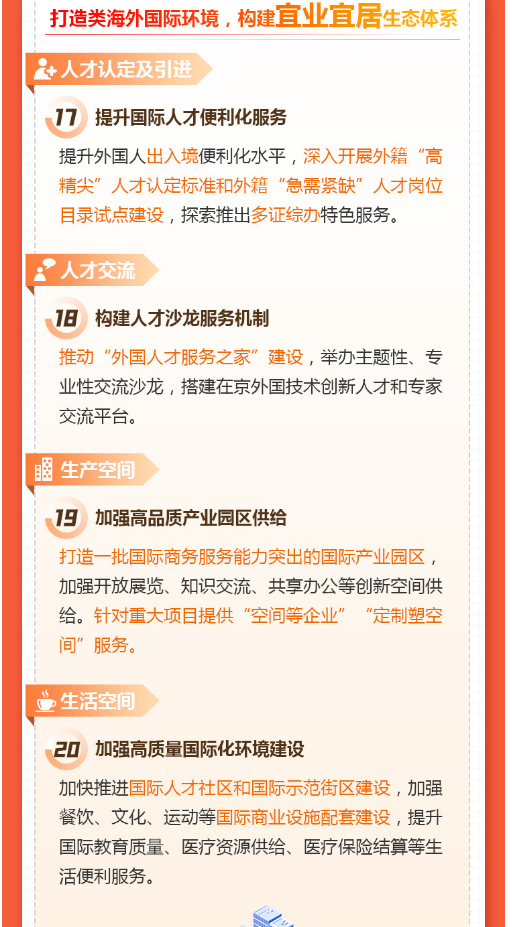 打造类海外国际环境，构建宜业宜居生态体系
人才认定及引进
17 提升国际人才便利化服务
提升外国人出入境便利化水平，深入开展外籍“高
精尖”人才认定标准和外籍“急需紧缺”人才岗位
目录试点建设，探索推出多证综办特色服务。
人才交流
18 构建人才沙龙服务机制
推动“外国人才服务之家”建设，举办主题性、专
业性交流沙龙，搭建在京外国技术创新人才和专家
交流平台。
生产空间
19 加强高品质产业园区供给
打造一批国际商务服务能力突出的国际产业园区，
加强开放展览、知识交流、共享办公等创新空间供
给。针对重大项目提供“空间等企业”“定制塑空
间”服务。
生活空间
20 加强高质量国际化环境建设
加快推进国际人才社区和国际示范街区建设，加强
餐饮、文化、运动等国际商业设施配套建设，提升
国际教育质量、医疗资源供给、医疗保险结算等生
活便利服务。